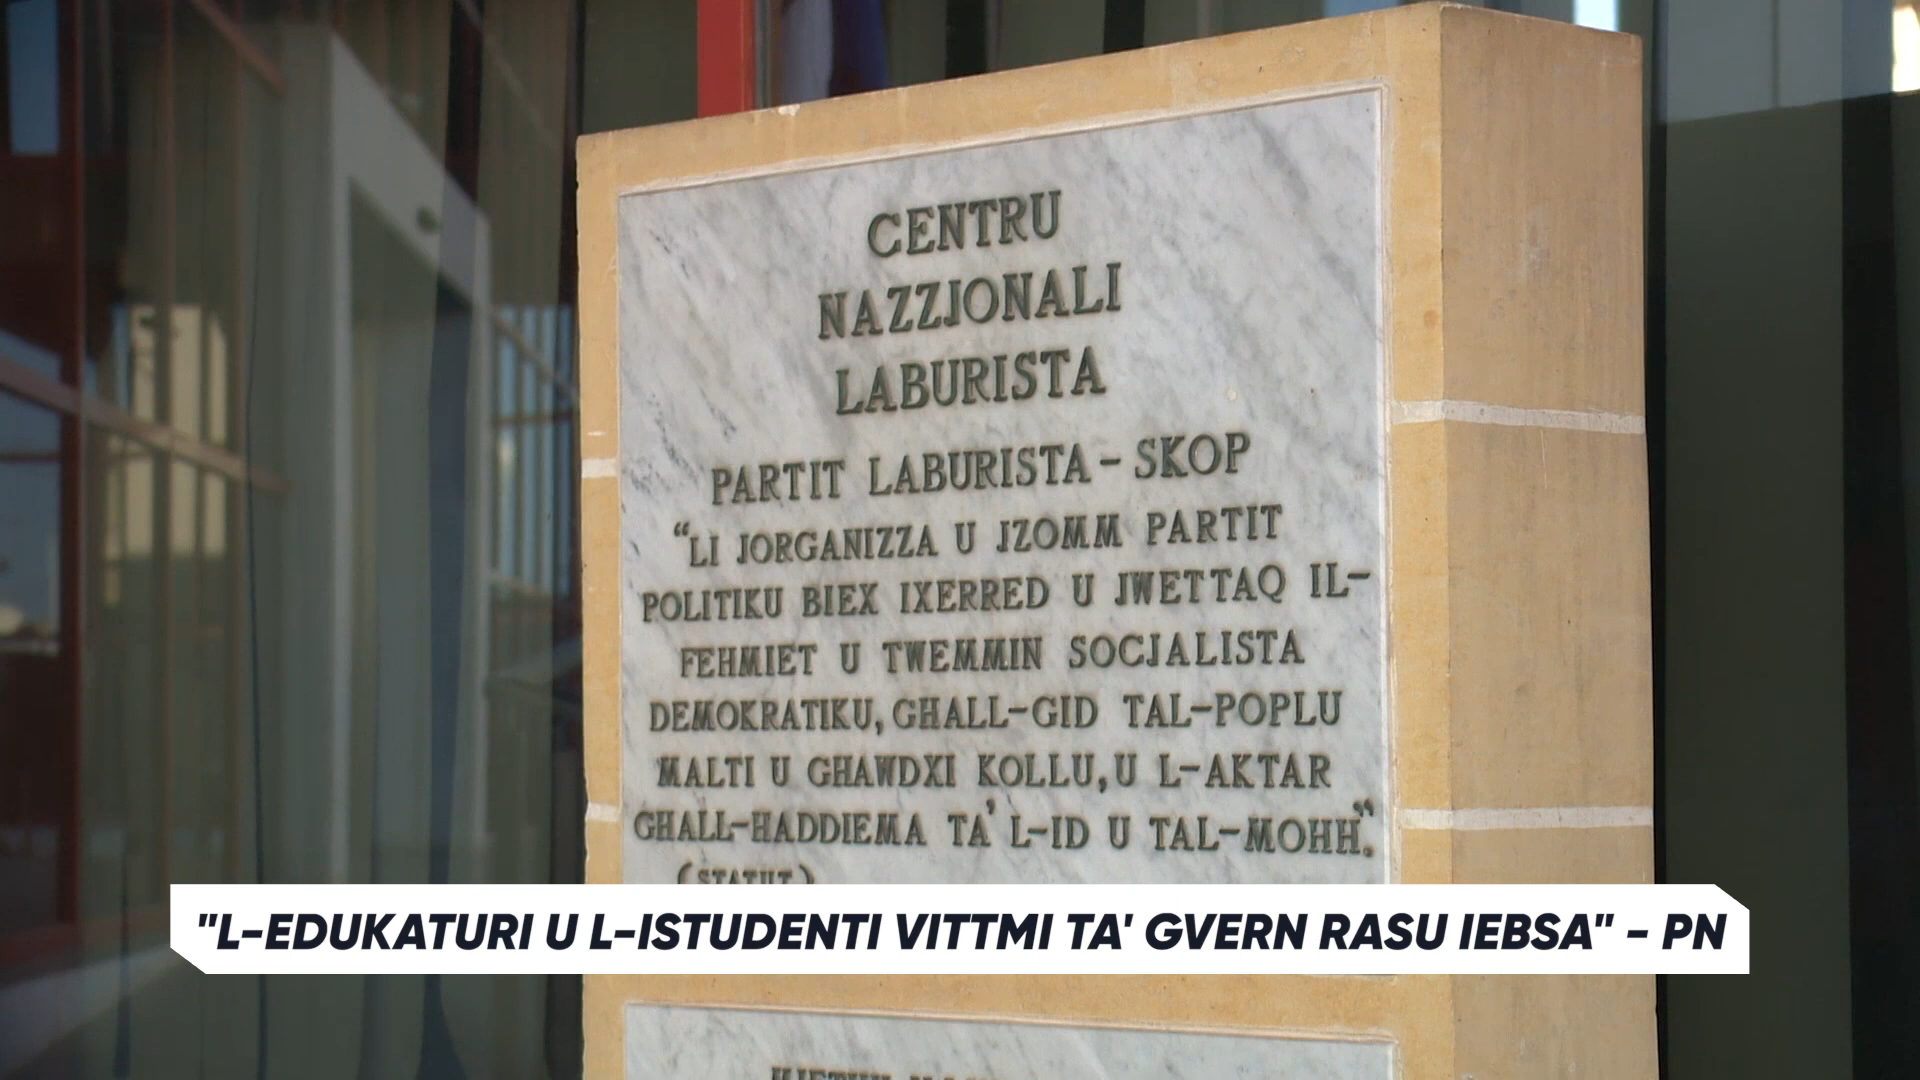 CENTRU
NAZZJONALI
LABURISTA
PARTIT LABURISTA - SKOP
“LI JORGANIZZA U JZOMM PARTIT
POLITIKU BIEX IXERRED U JWETTAQ IL-
FEHMIET U TWEMMIN SOCJALISTA
DEMOKRATIKU, GHALL-GID TAL-POPLU
MALTI U GHAWDXI KOLLU, U L-AKTAR
GHALL-HADDIEMA TA' L-ID U TAL-MOHH.”
(STATUT)
"L-EDUKATURI U L-ISTUDENTI VITTMI TA' GVERN RASU IEBSA" - PN